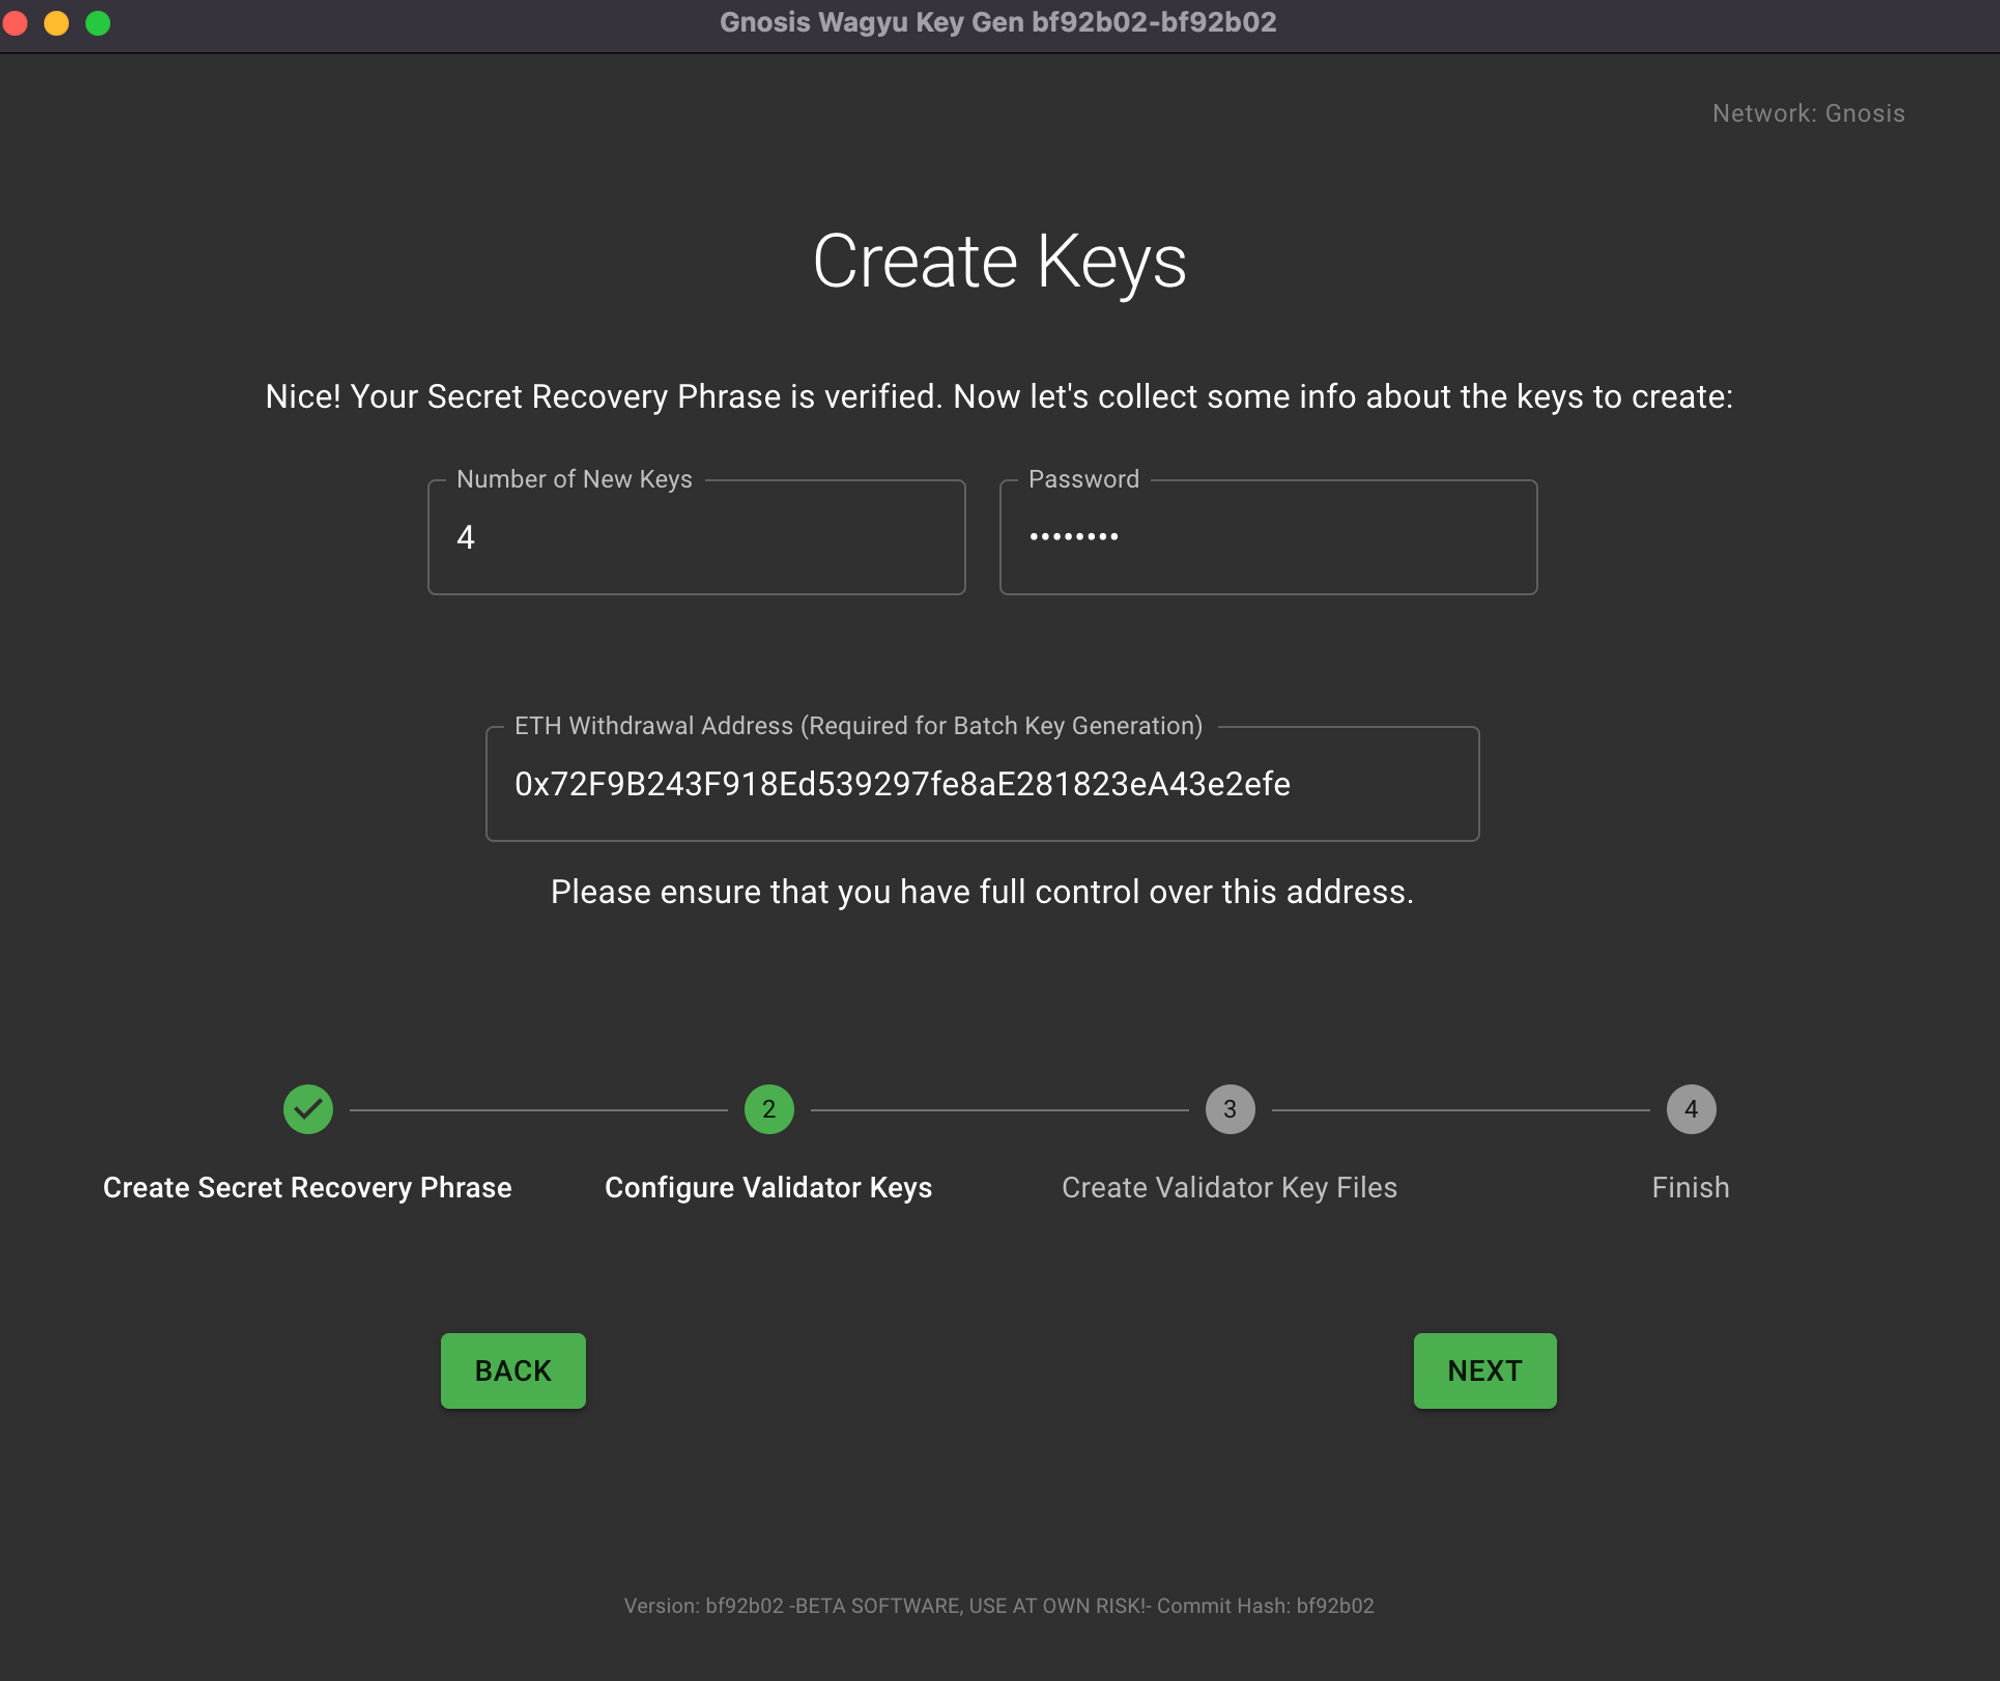 Gnosis Wagyu Key Gen bf92b02-bf92b02
Network: Gnosis
Create Keys
Nice! Your Secret Recovery Phrase is verified. Now let's collect some info about the keys to create:
Number of New Keys
4
Password
••••••••
ETH Withdrawal Address (Required for Batch Key Generation)
0x72F9B243F918Ed539297fe8aE281823eA43e2efe
Please ensure that you have full control over this address.
2
3
4
Create Secret Recovery Phrase
Configure Validator Keys
Create Validator Key Files
Finish
BACK
NEXT
Version: bf92b02 -BETA SOFTWARE, USE AT OWN RISK!- Commit Hash: bf92b02